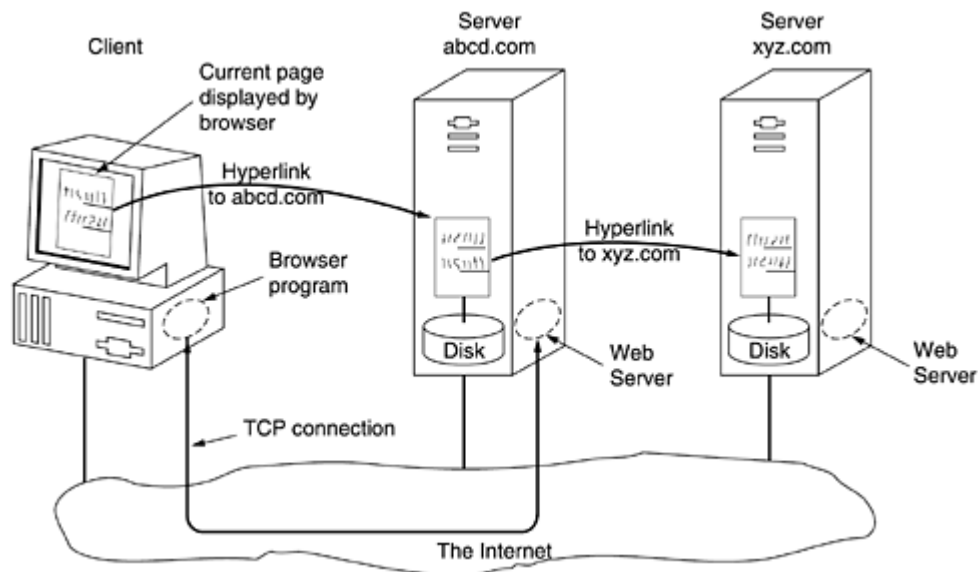 Client
Server
abcd.com
Server
xyz.com
Current page
displayed by
browser
Hyperlink
to abcd.com
Hyperlink
to xyz.com
Browser
program
Disk
Web
Server
Disk
Web
Server
TCP connection
The Internet